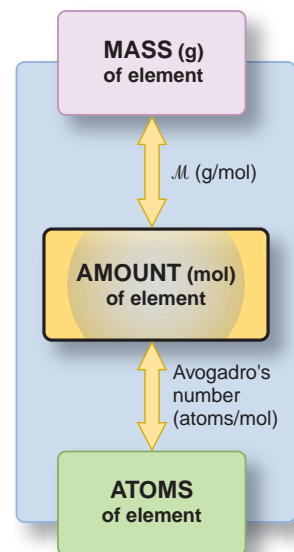 MASS (g)
of element
ℳ (g/mol)
AMOUNT (mol)
of element
Avogadro's
number
(atoms/mol)
ATOMS
of element